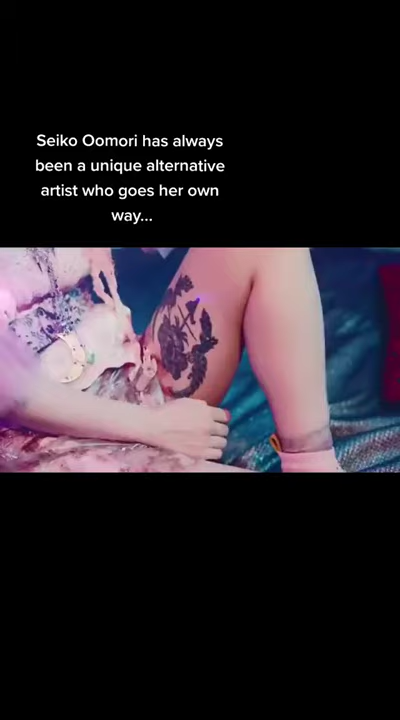 Seiko Oomori has always
been a unique alternative
artist who goes her own
way...